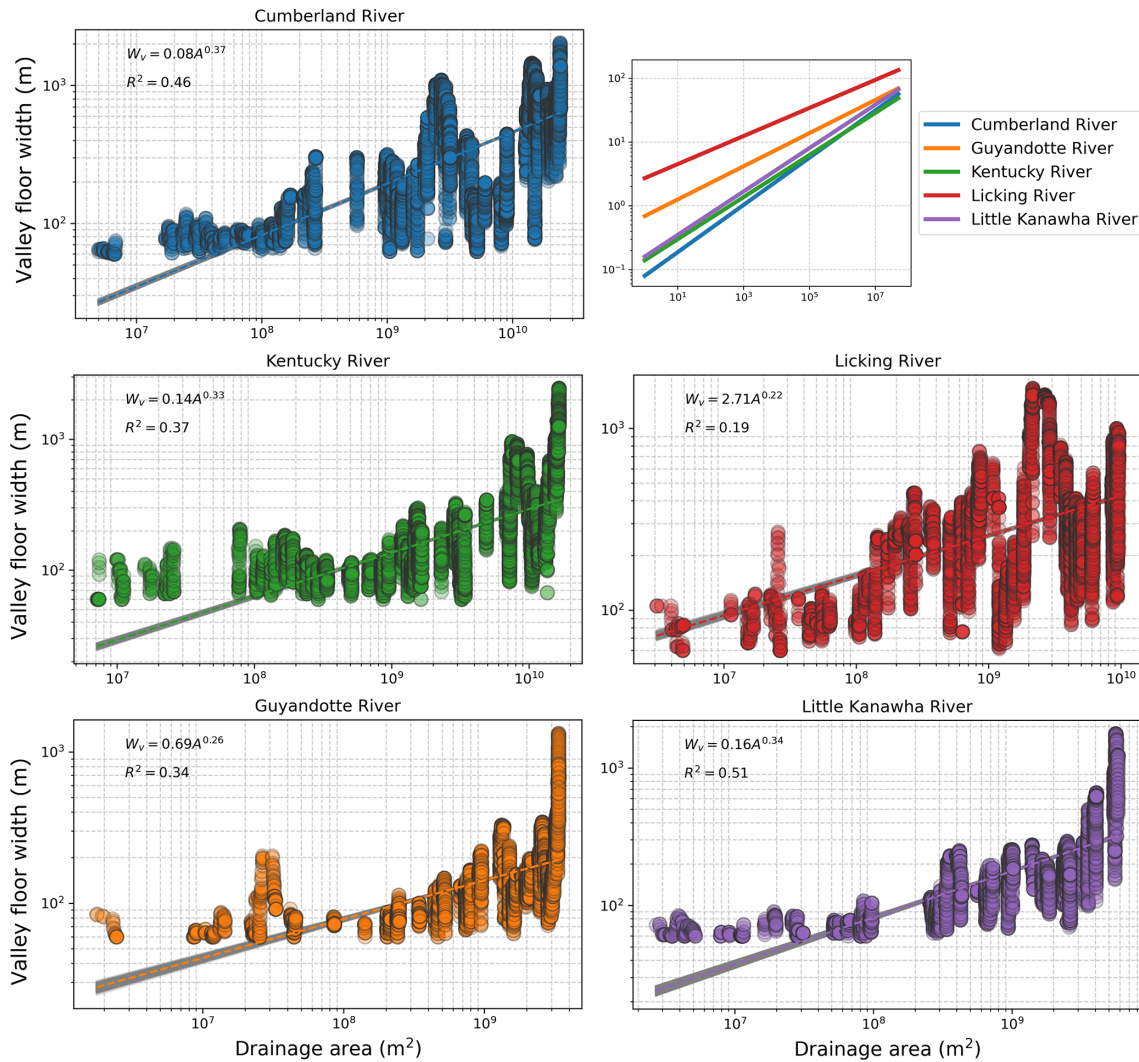 Cumberland River
W_v = 0.08A^0.37
R^2 = 0.46
Valley floor width (m)
10^3
10^2
10^7 10^8 10^9 10^10
10^2
10^1
10^0
10^-1
10^1 10^3 10^5 10^7
Cumberland River
Guyandotte River
Kentucky River
Licking River
Little Kanawha River
Kentucky River
W_v = 0.14A^0.33
R^2 = 0.37
Valley floor width (m)
10^3
10^2
10^7 10^8 10^9 10^10
Licking River
W_v = 2.71A^0.22
R^2 = 0.19
10^3
10^2
10^7 10^8 10^9 10^10
Guyandotte River
W_v = 0.69A^0.26
R^2 = 0.34
Valley floor width (m)
10^3
10^2
10^7 10^8 10^9
Drainage area (m^2)
Little Kanawha River
W_v = 0.16A^0.34
R^2 = 0.51
10^3
10^2
10^7 10^8 10^9
Drainage area (m^2)